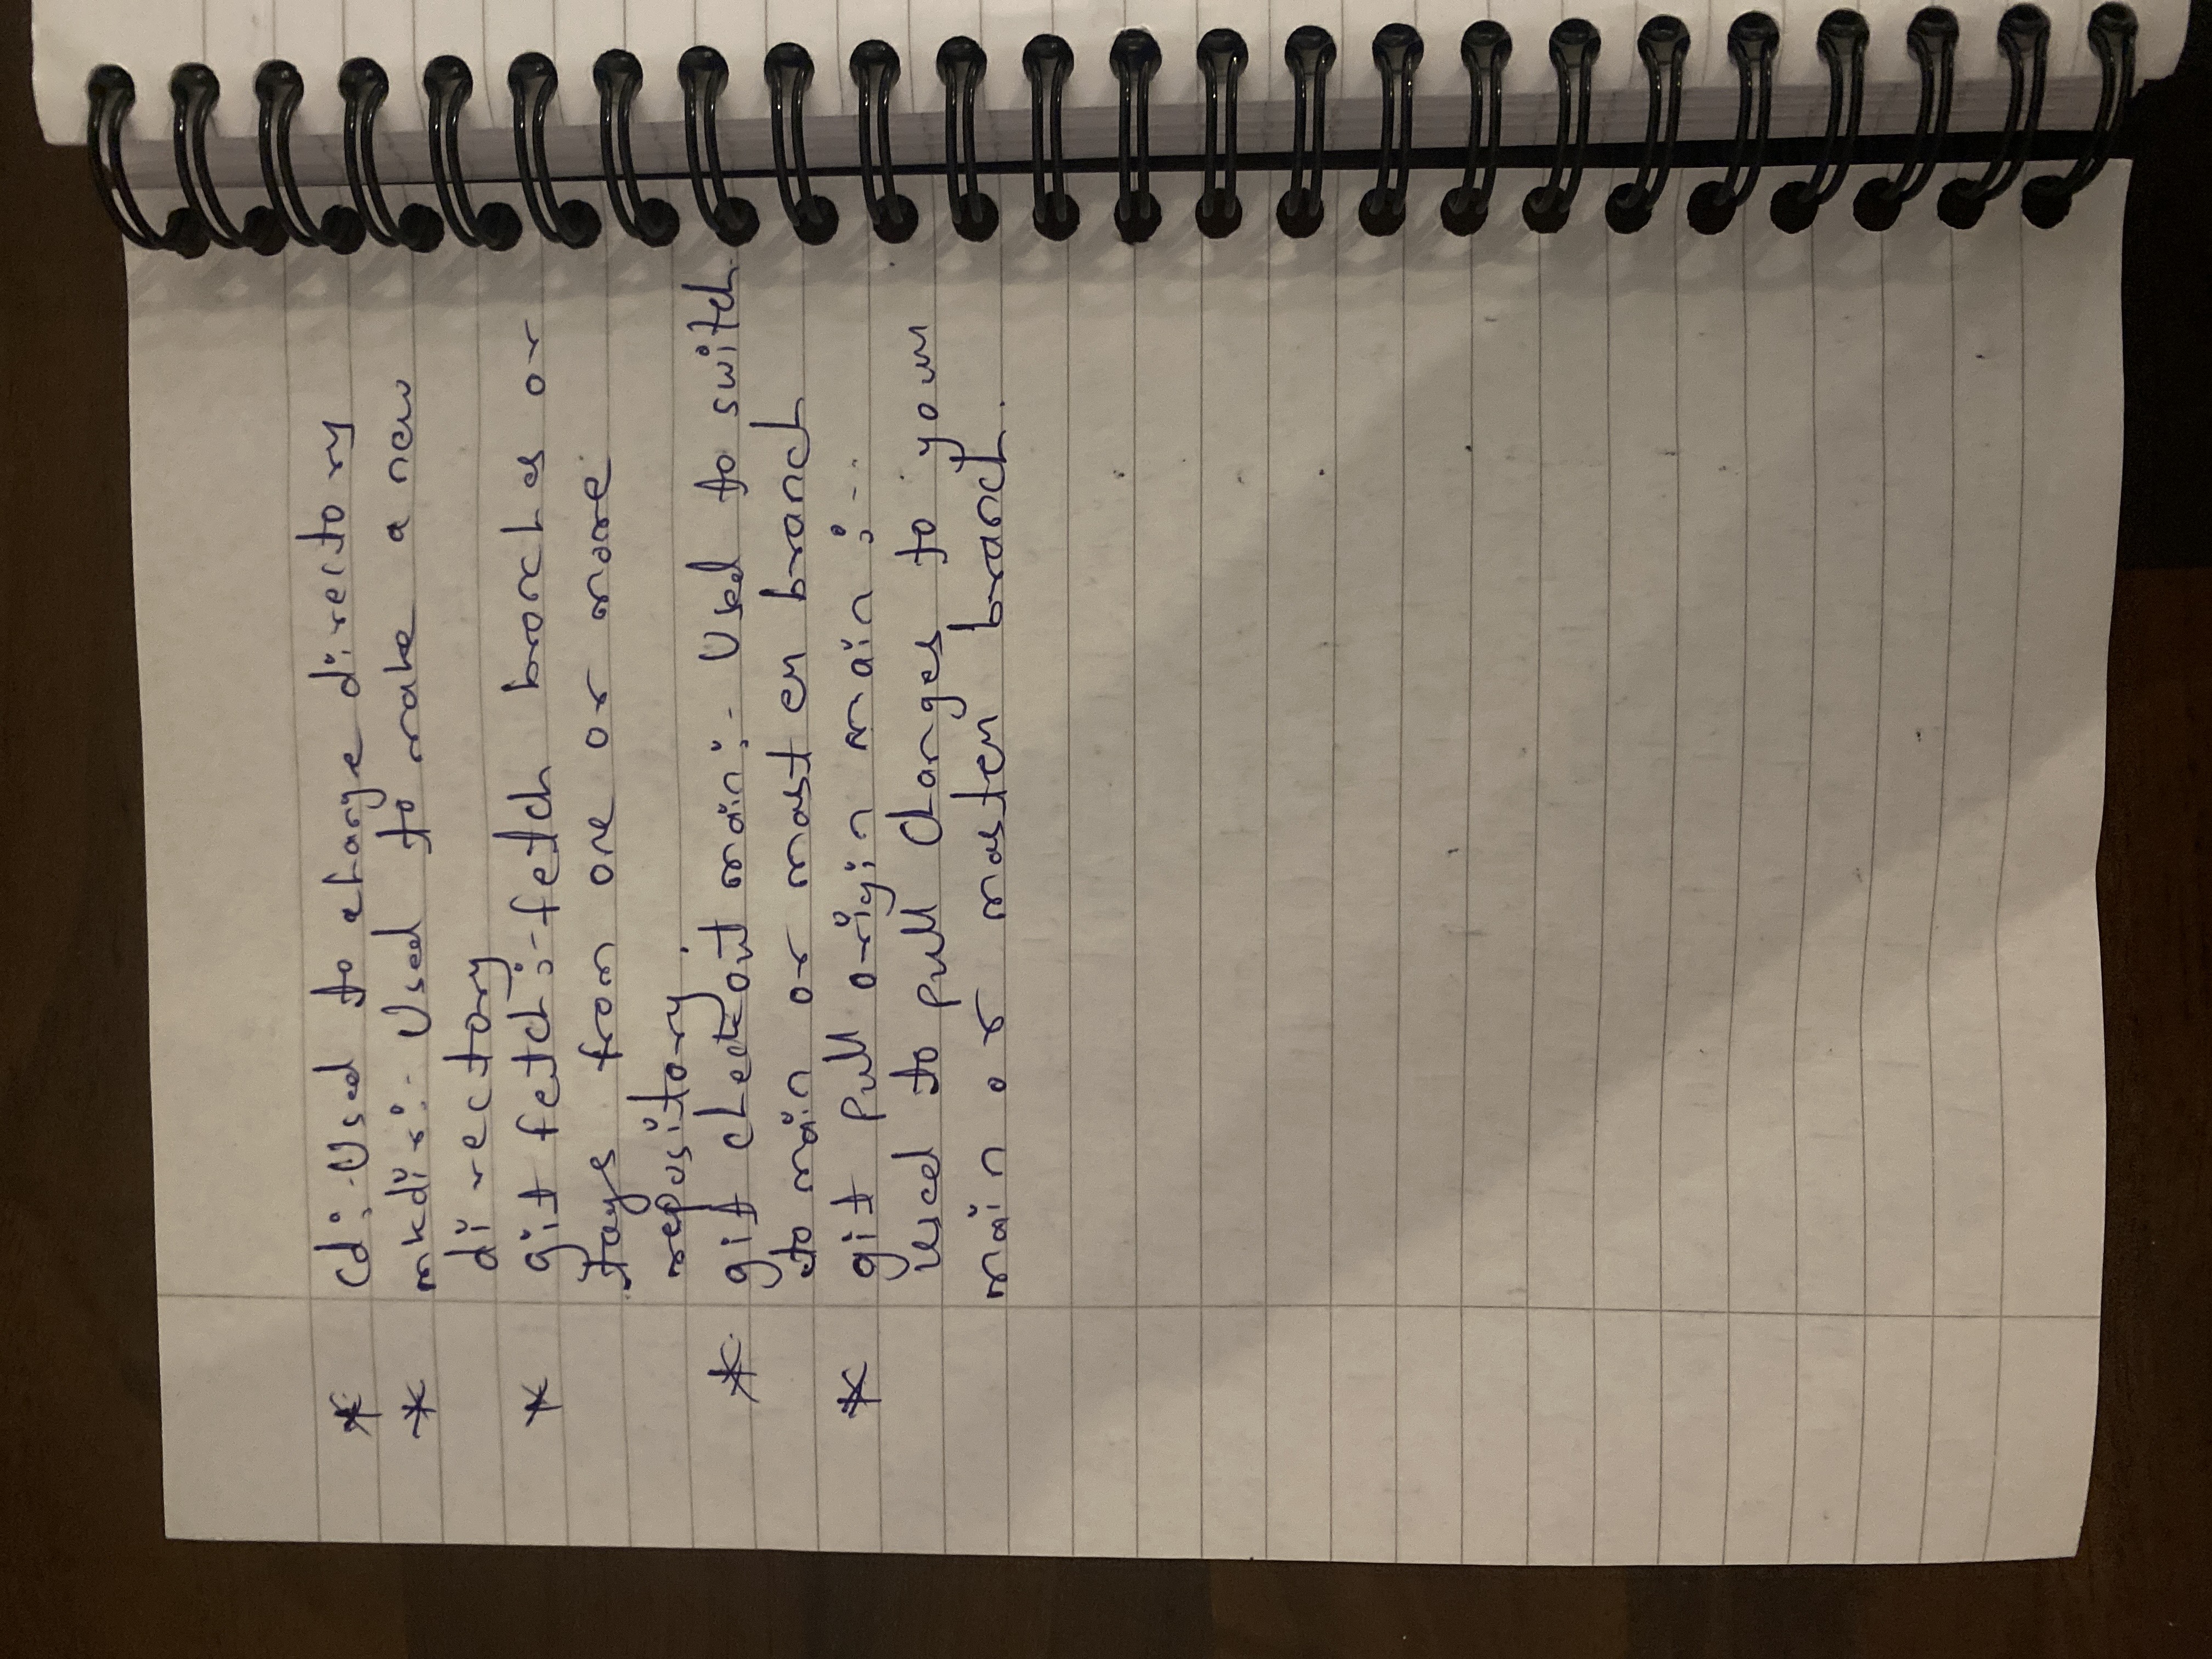 * cd:- Used to change directory
* mkdir:- Used to make a new
directory
* git fetch:- fetch branches or
tags from one or more
repository.
* git checkout main:- Used to switch
to main or master branch
* git pull origin main:-
used to pull changes to your
main or master branch.